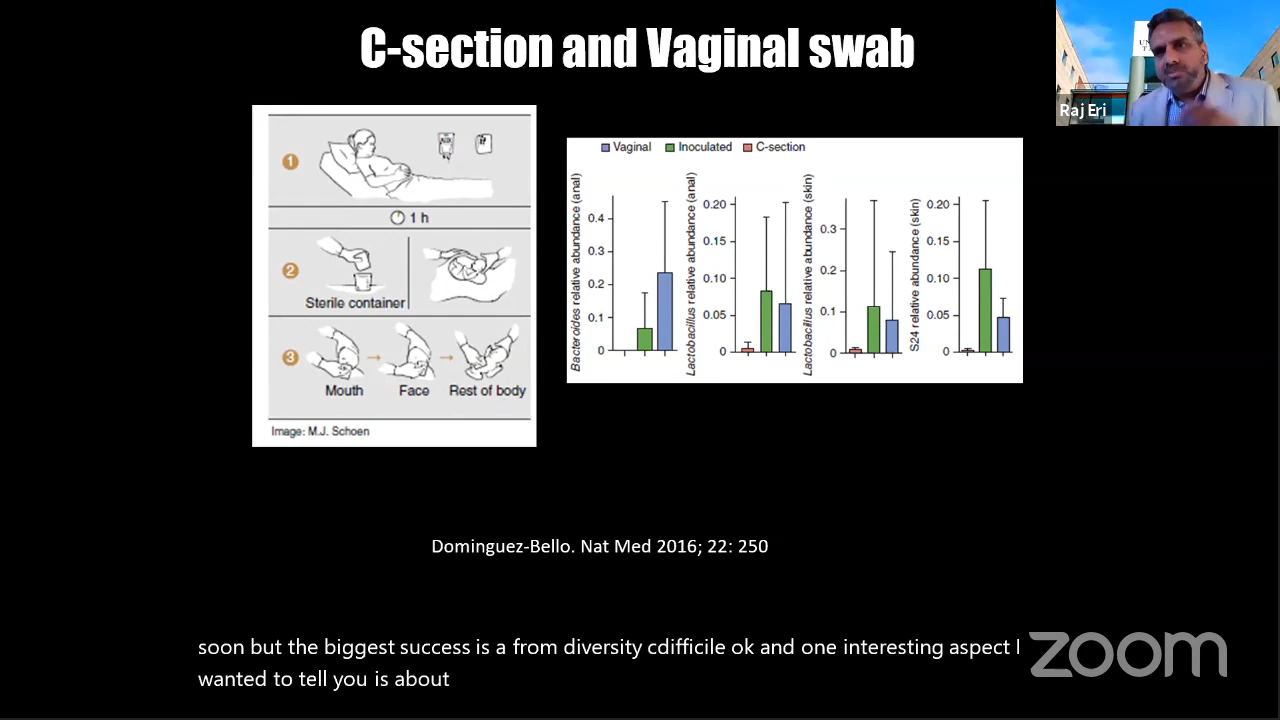 C-section and Vaginal swab
Raj Eri
1
1 h
2
Sterile container
3
Mouth
Face
Rest of body
Image: M.J. Schoen
Vaginal
Inoculated
C-section
Bacteroides relative abundance (anal)
0.4
0.3
0.2
0.1
0
Lactobacillus relative abundance (anal)
0.20
0.15
0.10
0.05
0
Lactobacillus relative abundance (skin)
0.3
0.2
0.1
0
S24 relative abundance (skin)
0.20
0.15
0.10
0.05
0
Dominguez-Bello. Nat Med 2016; 22: 250
soon but the biggest success is a from diversity cdifficile ok and one interesting aspect I
wanted to tell you is about
zoom